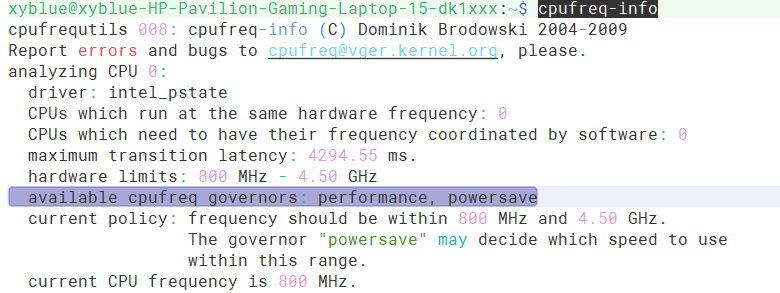 xyblue@xyblue-HP-Pavilion-Gaming-Laptop-15-dk1xxx:~$ cpufreq-info
cpufrequtils 008: cpufreq-info (C) Dominik Brodowski 2004-2009
Report errors and bugs to cpufreq@vger.kernel.org, please.
analyzing CPU 0:
  driver: intel_pstate
  CPUs which run at the same hardware frequency: 0
  CPUs which need to have their frequency coordinated by software: 0
  maximum transition latency: 4294.55 ms.
  hardware limits: 800 MHz - 4.50 GHz
  available cpufreq governors: performance, powersave
  current policy: frequency should be within 800 MHz and 4.50 GHz.
                  The governor "powersave" may decide which speed to use
                  within this range.
  current CPU frequency is 800 MHz.